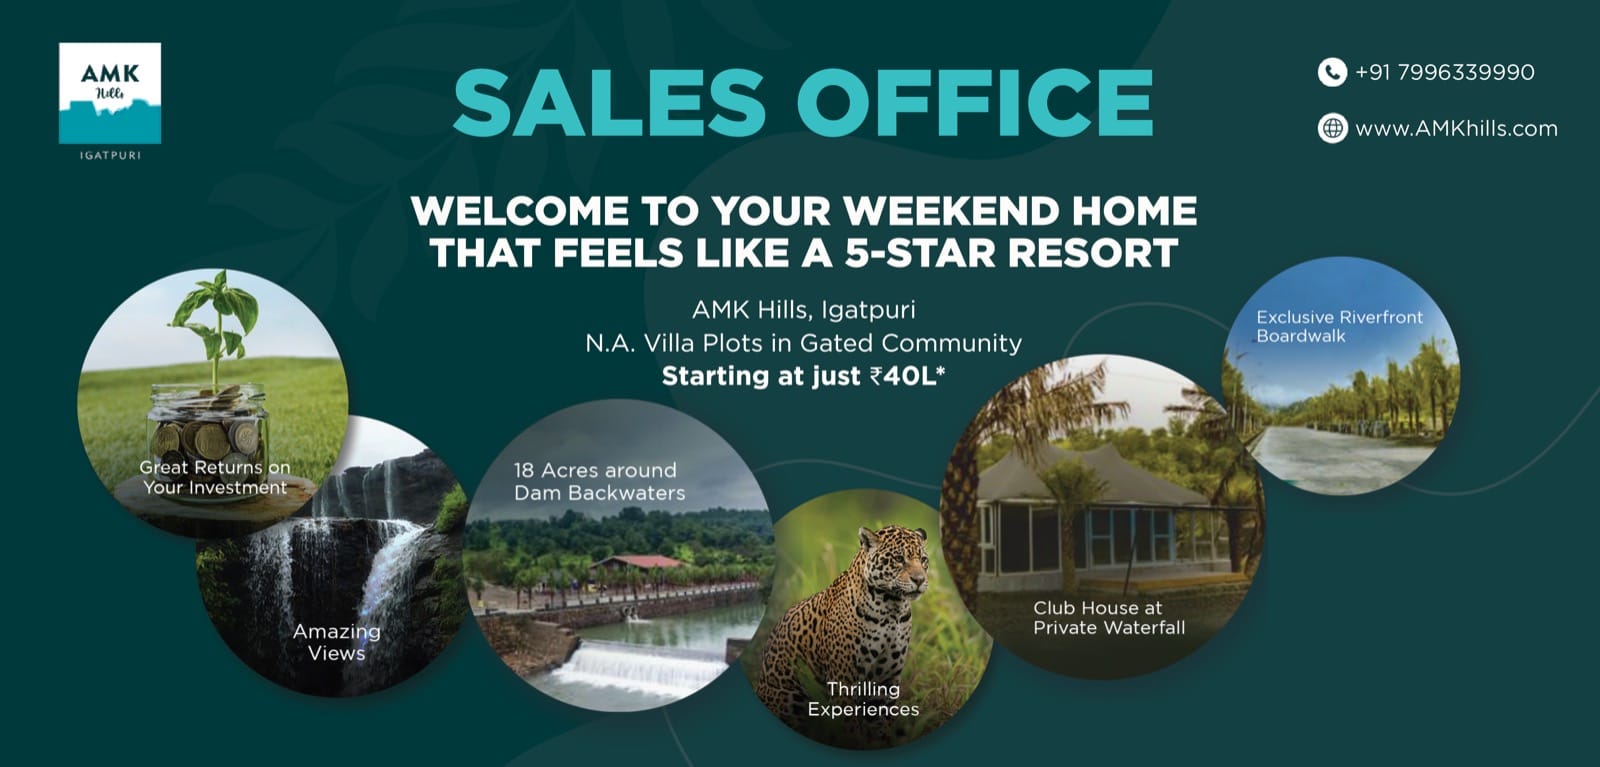 AMK
Hills
IGATPURI
SALES OFFICE
+91 7996339990
www.AMKhills.com
WELCOME TO YOUR WEEKEND HOME
THAT FEELS LIKE A 5-STAR RESORT
AMK Hills, Igatpuri
N.A. Villa Plots in Gated Community
Starting at just ₹40L*
Great Returns on
Your Investment
Amazing
Views
18 Acres around
Dam Backwaters
Thrilling
Experiences
Club House at
Private Waterfall
Exclusive Riverfront
Boardwalk